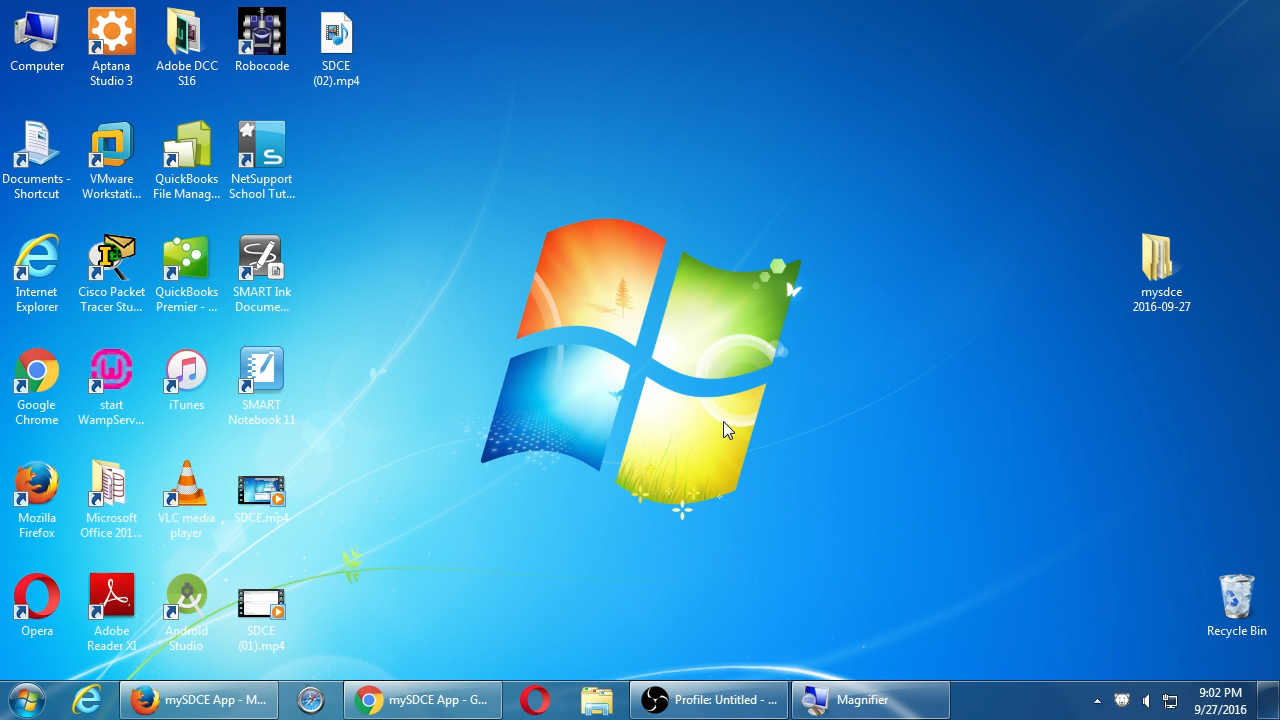 Computer
Aptana
Studio 3
Adobe DCC
S16
Robocode
SDCE
(02).mp4
Documents -
Shortcut
VMware
Workstati...
QuickBooks
File Manag...
NetSupport
School Tut...
Internet
Explorer
Cisco Packet
Tracer Stu...
QuickBooks
Premier - ...
SMART Ink
Docume...
mysdce
2016-09-27
Google
Chrome
start
WampServ...
iTunes
SMART
Notebook 11
Mozilla
Firefox
Microsoft
Office 201...
VLC media
player
SDCE.mp4
Opera
Adobe
Reader XI
Android
Studio
SDCE
(01).mp4
Recycle Bin
mySDCE App - M...
mySDCE App - G...
Profile: Untitled - ...
Magnifier
9:02 PM
9/27/2016